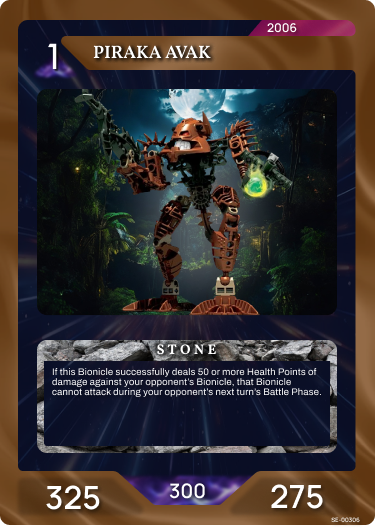 2006
1
PIRAKA AVAK
STONE
If this Bionicle successfully deals 50 or more Health Points of
damage against your opponent's Bionicle, that Bionicle
cannot attack during your opponent's next turn's Battle Phase.
325
300
275
SE-00306